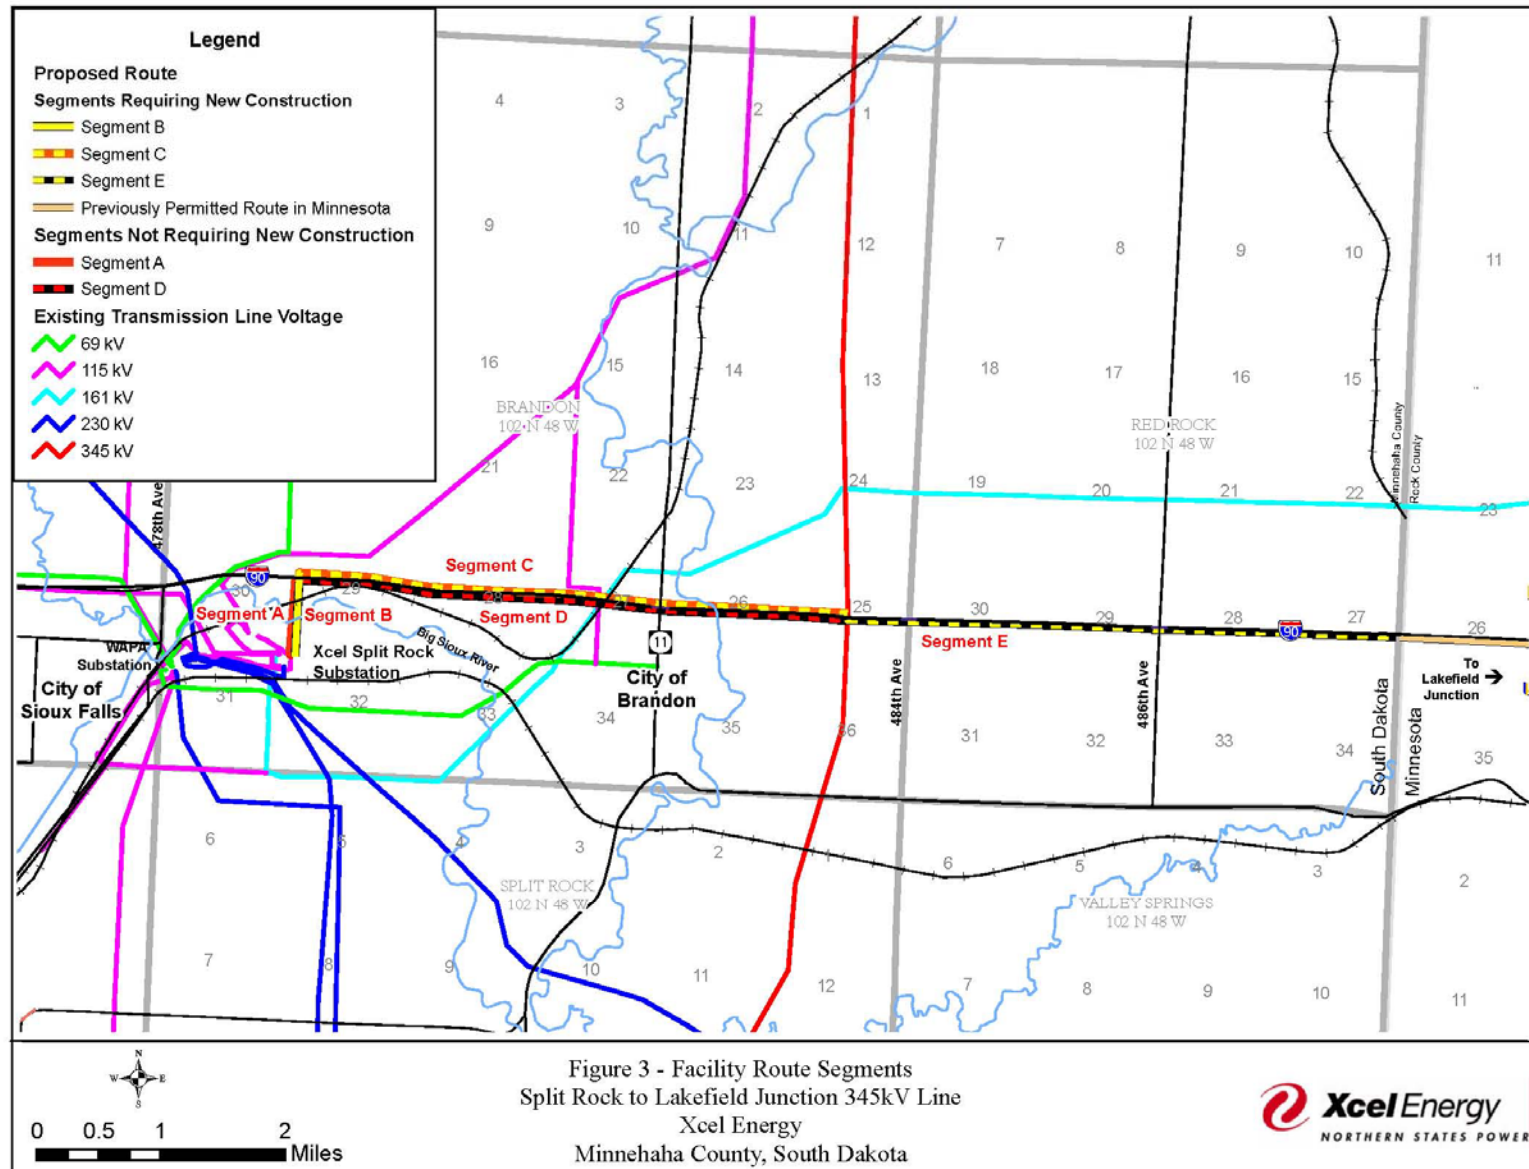 Legend
Proposed Route
Segments Requiring New Construction
Segment B
Segment C
Segment E
Previously Permitted Route in Minnesota
Segments Not Requiring New Construction
Segment A
Segment D
Existing Transmission Line Voltage
69 kV
115 kV
161 kV
230 kV
345 kV
4
3
2
1
9
10
11
12
7
8
9
10
11
16
15
14
13
18
17
16
15
BRANDON
102 N 48 W
RED ROCK
102 N 48 W
Minnehaha County
Rock County
21
22
23
24
19
20
21
22
23
478th Ave
90
30
29
28
27
26
25
30
29
28
27
26
Segment C
Segment A
Segment B
Segment D
Segment E
90
Big Sioux River
11
WAPA
Substation
Xcel Split Rock
Substation
City of
Sioux Falls
City of
Brandon
To
Lakefield
Junction
31
32
33
34
35
36
31
32
33
34
35
484th Ave
486th Ave
South Dakota
Minnesota
6
5
4
3
2
6
5
4
3
2
SPLIT ROCK
102 N 48 W
VALLEY SPRINGS
102 N 48 W
7
8
9
10
11
12
7
8
9
10
11
N
W
E
S
0 0.5 1 2
Miles
Figure 3 - Facility Route Segments
Split Rock to Lakefield Junction 345kV Line
Xcel Energy
Minnehaha County, South Dakota
Xcel Energy
NORTHERN STATES POWER